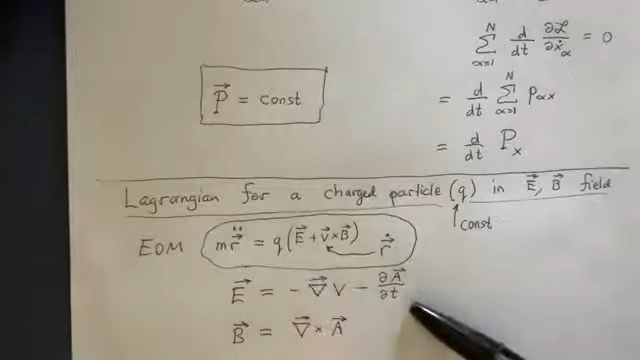 N
Σ d/dt ∂ℒ/∂ẋ_α = 0
α=1
P⃗ = const
= d/dt Σ_{α=1}^{N} p_{αx}
= d/dt P_x
Lagrangian for a charged particle (q) in E⃗, B⃗ field
const
EOM m r⃗̈ = q(E⃗ + v⃗ × B⃗)
r⃗̇
E⃗ = - ∇⃗ V - ∂A⃗/∂t
B⃗ = ∇⃗ × A⃗